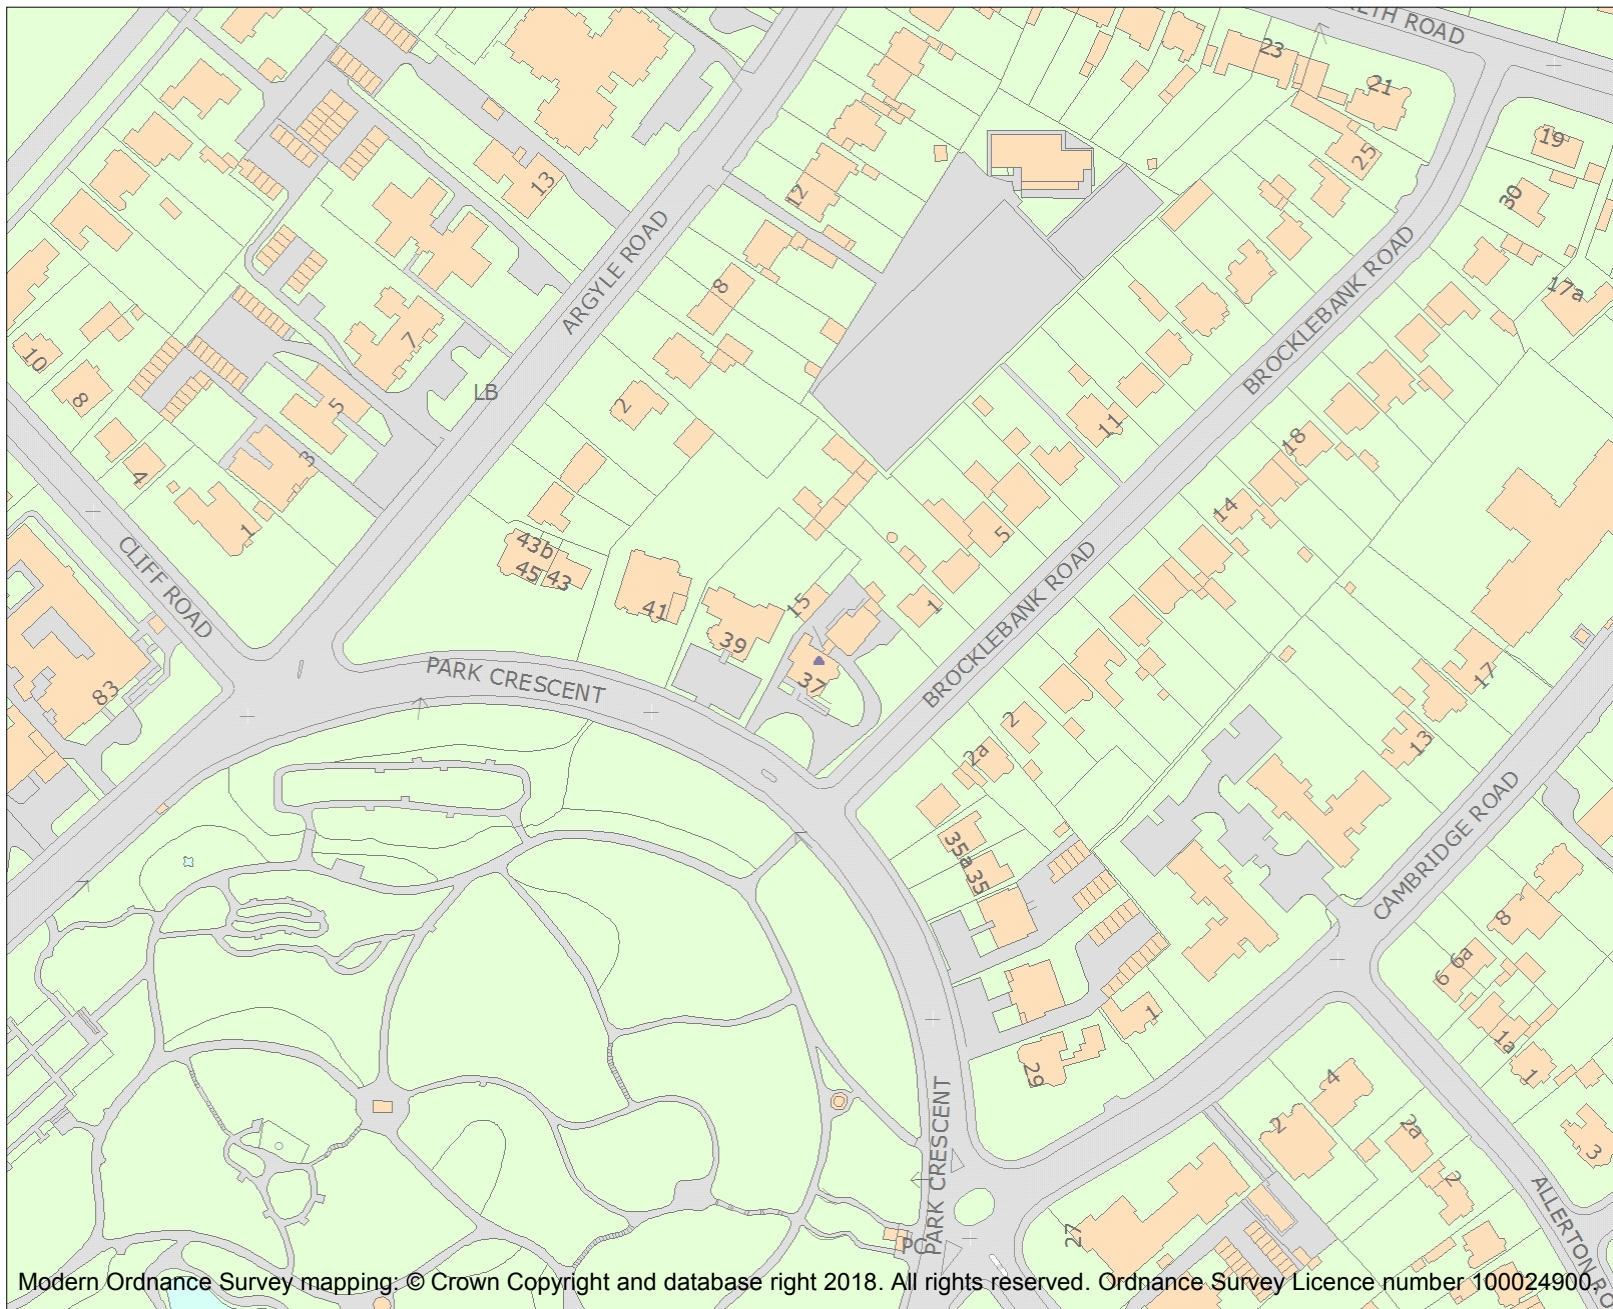 LETH ROAD
23
21
19
25
13
12
30
ARGYLE ROAD
BROCKLEBANK ROAD
17a
8
7
10
LB
8
5
2
11
18
3
4
14
1
5
43b
CLIFF ROAD
45
43
BROCKLEBANK ROAD
41
15
1
39
83
PARK CRESCENT
37
17
2
13
2a
CAMBRIDGE ROAD
35a
35
8
6
6a
1
1a
29
1
4
PARK CRESCENT
2
2a
3
2
27
PC
ALLERTON RO
Modern Ordnance Survey mapping: © Crown Copyright and database right 2018. All rights reserved. Ordnance Survey Licence number 100024900.